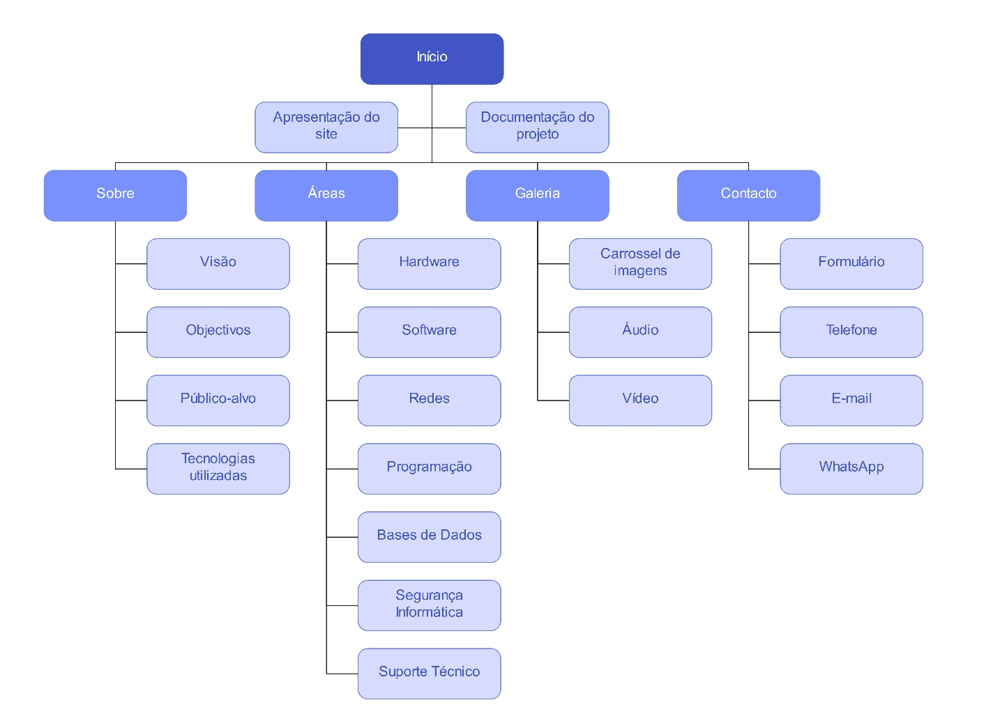 Início
Apresentação do
site
Documentação do
projeto
Sobre
Áreas
Galeria
Contacto
Visão
Objectivos
Público-alvo
Tecnologias
utilizadas
Hardware
Software
Redes
Programação
Bases de Dados
Segurança
Informática
Suporte Técnico
Carrossel de
imagens
Áudio
Vídeo
Formulário
Telefone
E-mail
WhatsApp